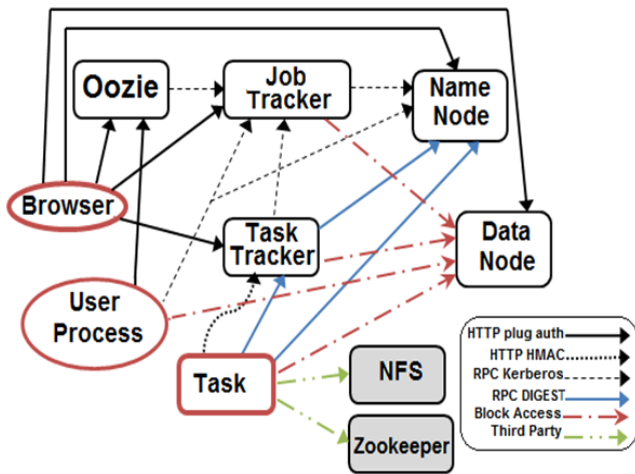 Oozie
Job
Tracker
Name
Node
Browser
Task
Tracker
Data
Node
User
Process
Task
NFS
Zookeeper
HTTP plug auth
HTTP HMAC
RPC Kerberos
RPC DIGEST
Block Access
Third Party